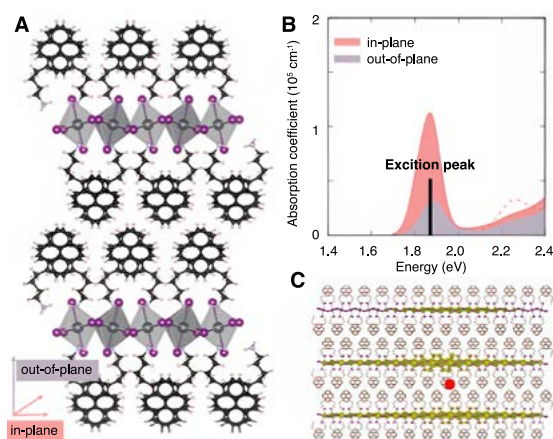 A
out-of-plane
in-plane
B
Absorption coefficient (10⁵ cm⁻¹)
2
1
0
in-plane
out-of-plane
Excition peak
1.4 1.6 1.8 2.0 2.2 2.4
Energy (eV)
C